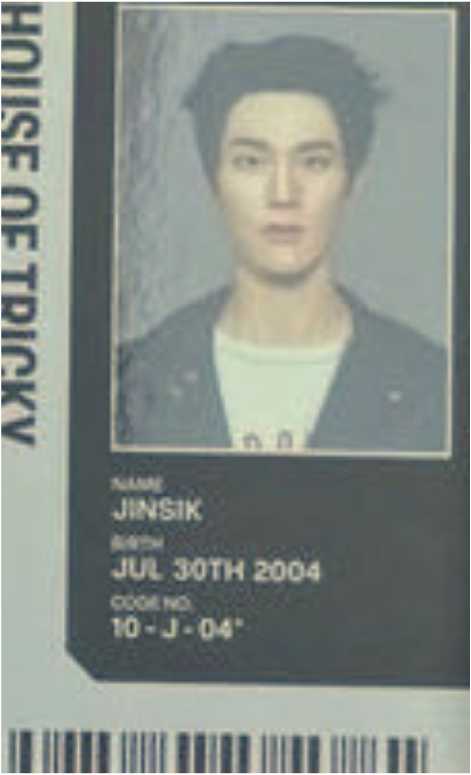 HOUSE OF TRICKY
NAME
JINSIK
BIRTH
JUL 30TH 2004
CODE NO.
10 - J - 04"